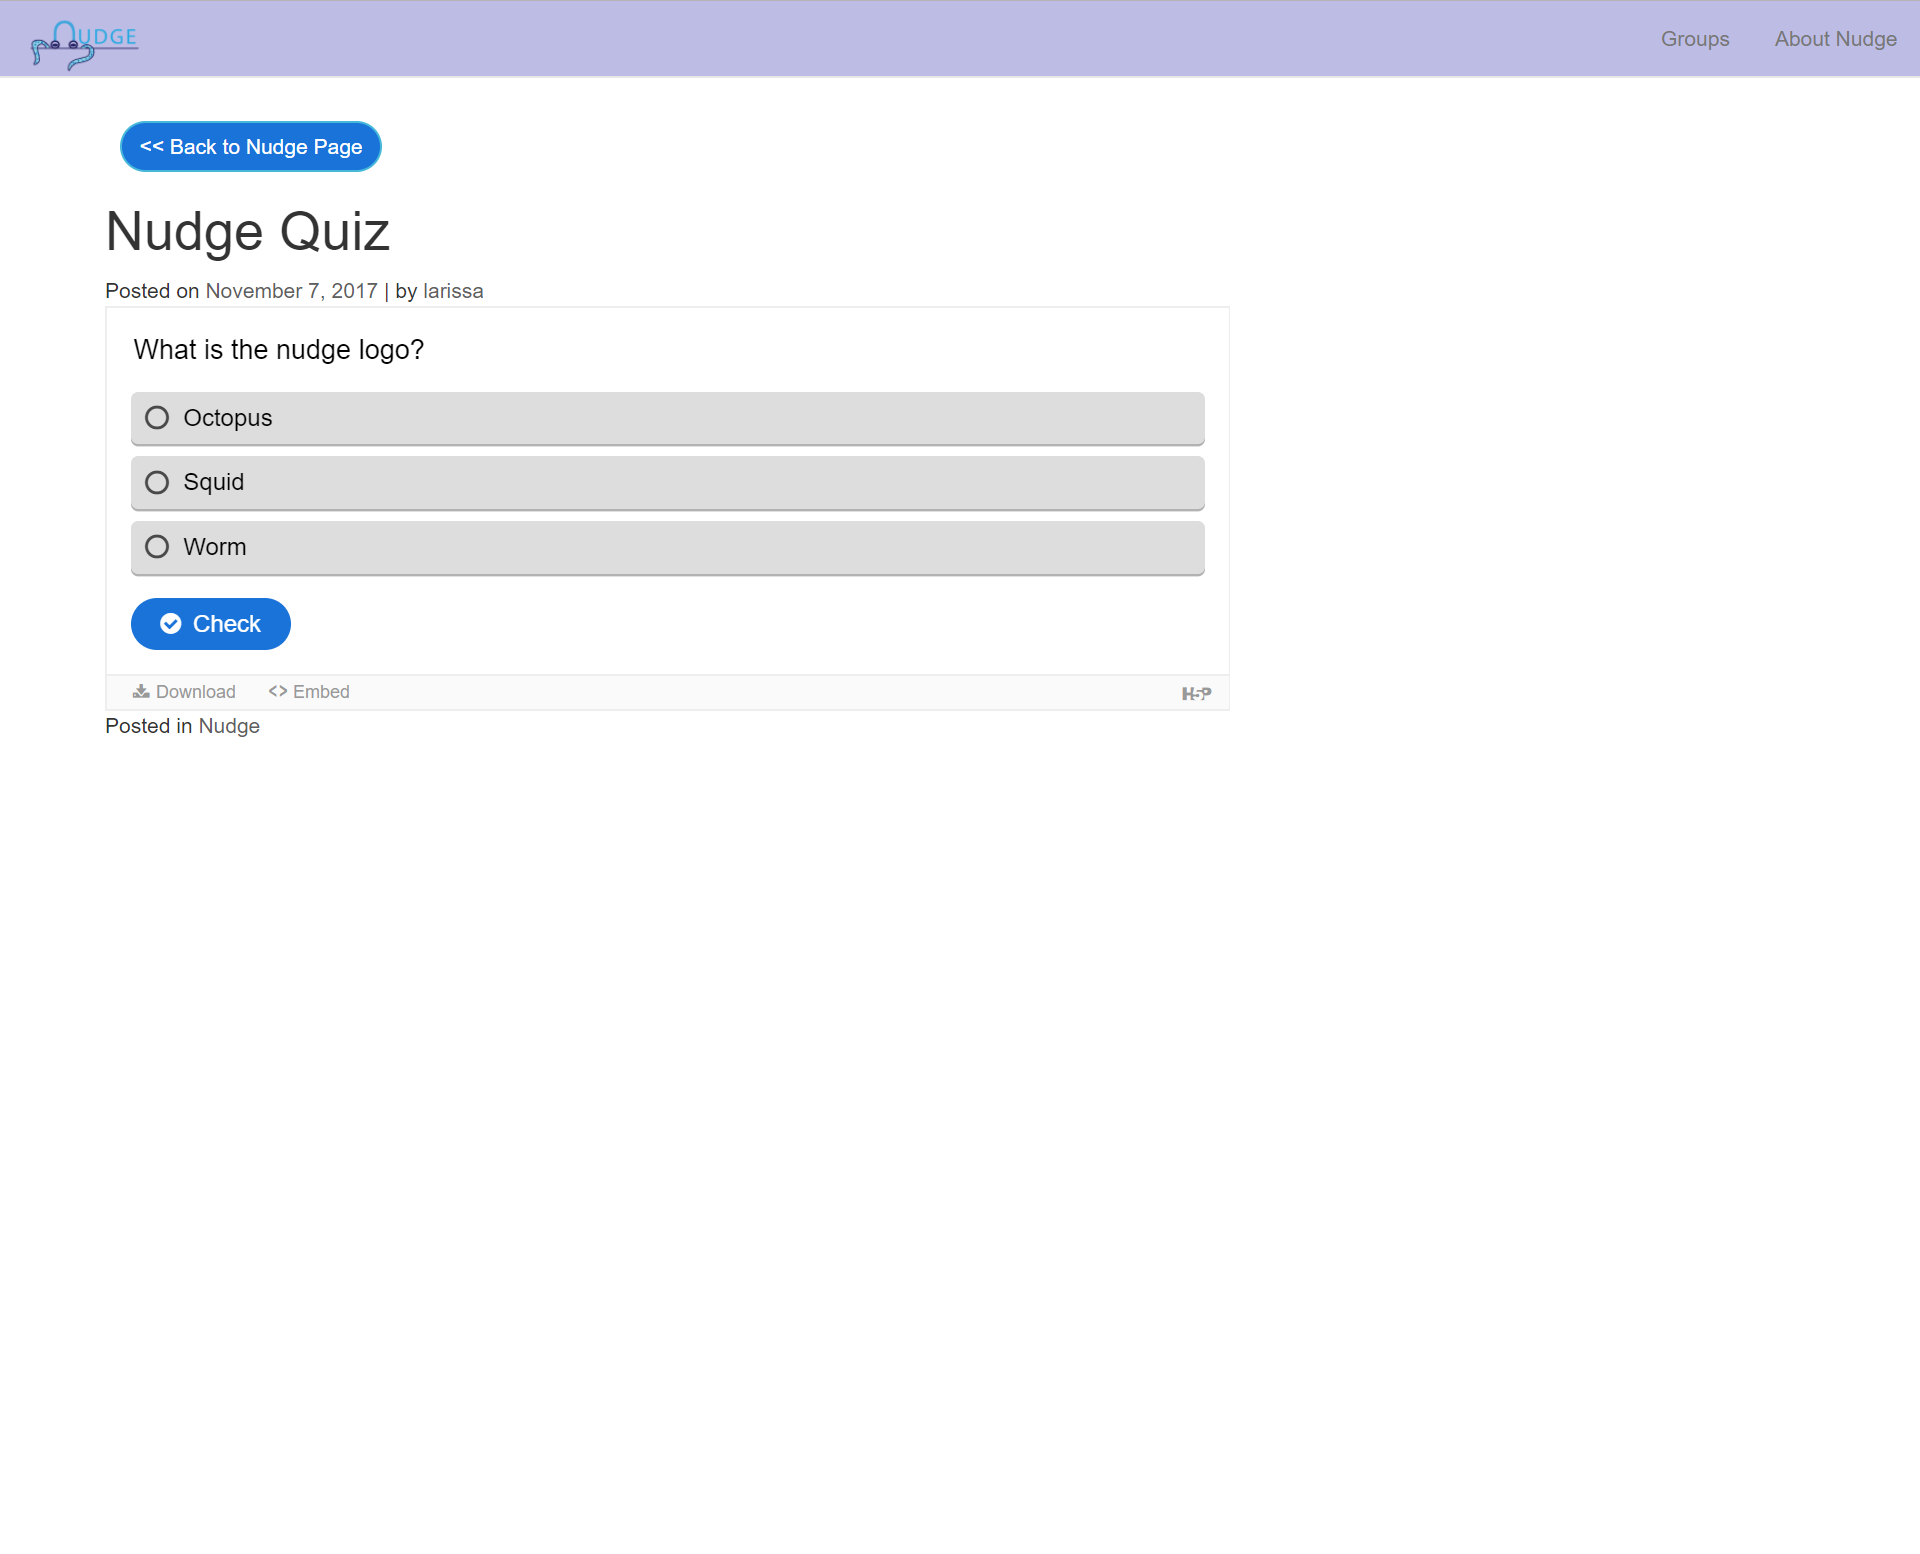 NUDGE
Groups
About Nudge
<< Back to Nudge Page
Nudge Quiz
Posted on November 7, 2017 | by larissa
What is the nudge logo?
Octopus
Squid
Worm
Check
Download
<> Embed
H5P
Posted in Nudge